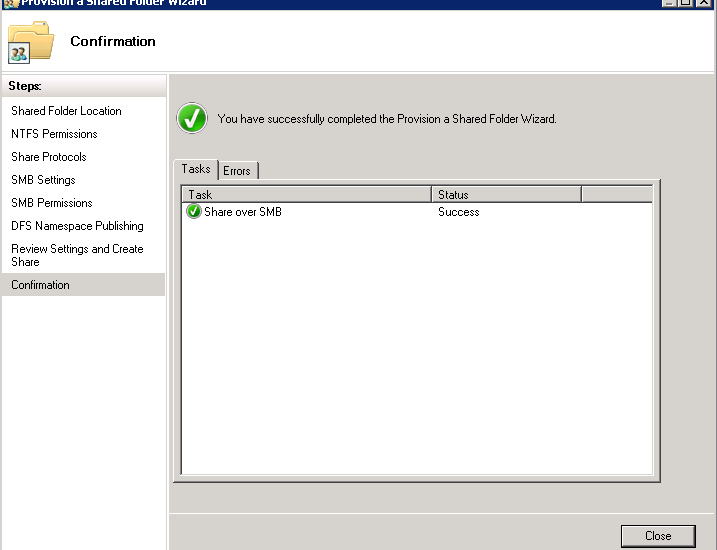 Provision a Shared Folder Wizard
Confirmation
Steps:
Shared Folder Location
NTFS Permissions
Share Protocols
SMB Settings
SMB Permissions
DFS Namespace Publishing
Review Settings and Create
Share
Confirmation
You have successfully completed the Provision a Shared Folder Wizard.
Tasks Errors
Task Status
Share over SMB Success
Close